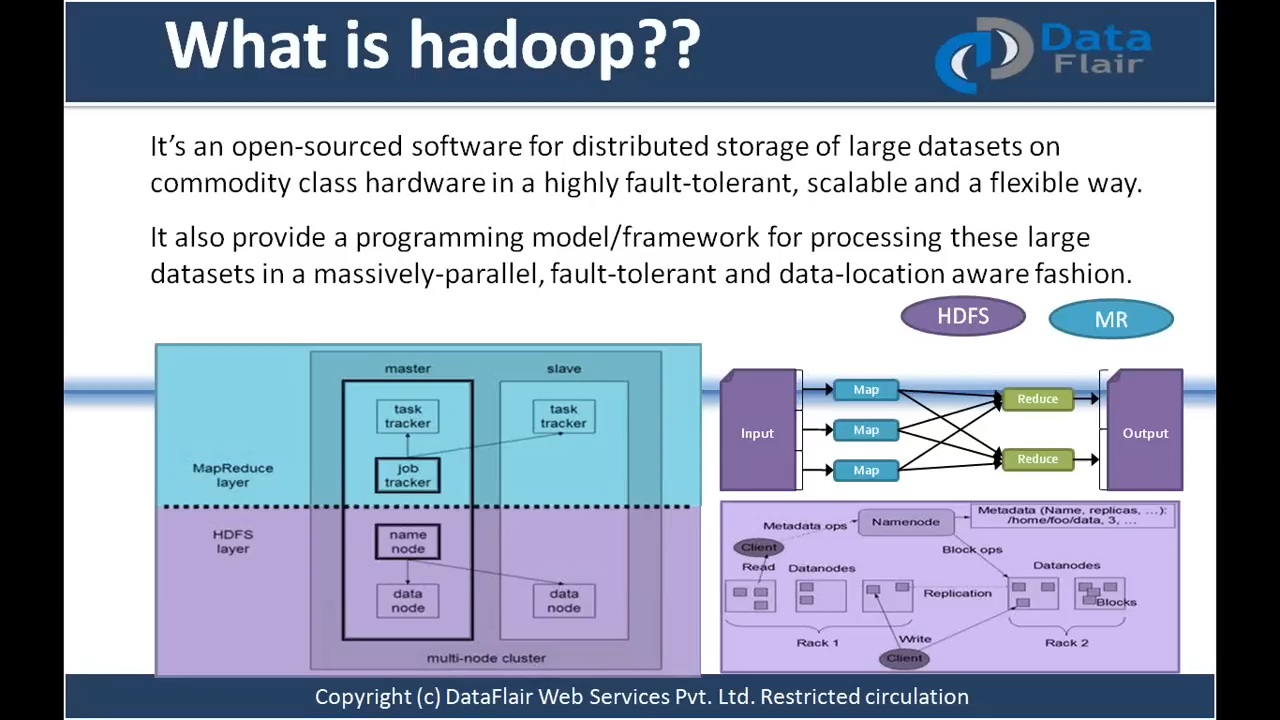 What is hadoop??
Data
Flair
It's an open-sourced software for distributed storage of large datasets on
commodity class hardware in a highly fault-tolerant, scalable and a flexible way.
It also provide a programming model/framework for processing these large
datasets in a massively-parallel, fault-tolerant and data-location aware fashion.
HDFS
MR
master
slave
task
tracker
task
tracker
job
tracker
MapReduce
layer
HDFS
layer
name
node
data
node
data
node
multi-node cluster
Input
Map
Map
Map
Reduce
Reduce
Output
Metadata (Name, replicas, ...):
/home/foo/data, 3, ...
Namenode
Metadata ops
Client
Block ops
Read
Datanodes
Datanodes
Replication
Blocks
Rack 1
Write
Rack 2
Client
Copyright (c) DataFlair Web Services Pvt. Ltd. Restricted circulation